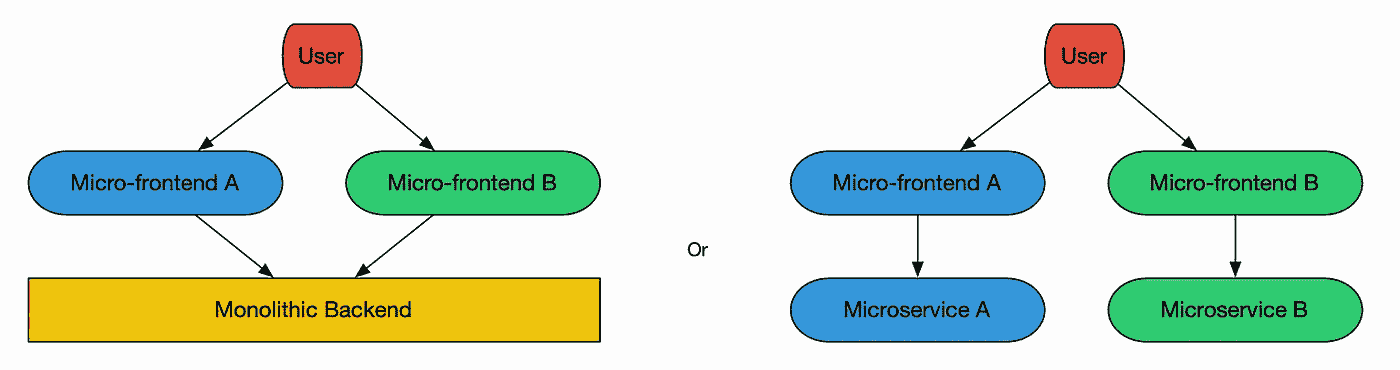 User
Micro-frontend A
Micro-frontend B
Monolithic Backend
Or
User
Micro-frontend A
Micro-frontend B
Microservice A
Microservice B